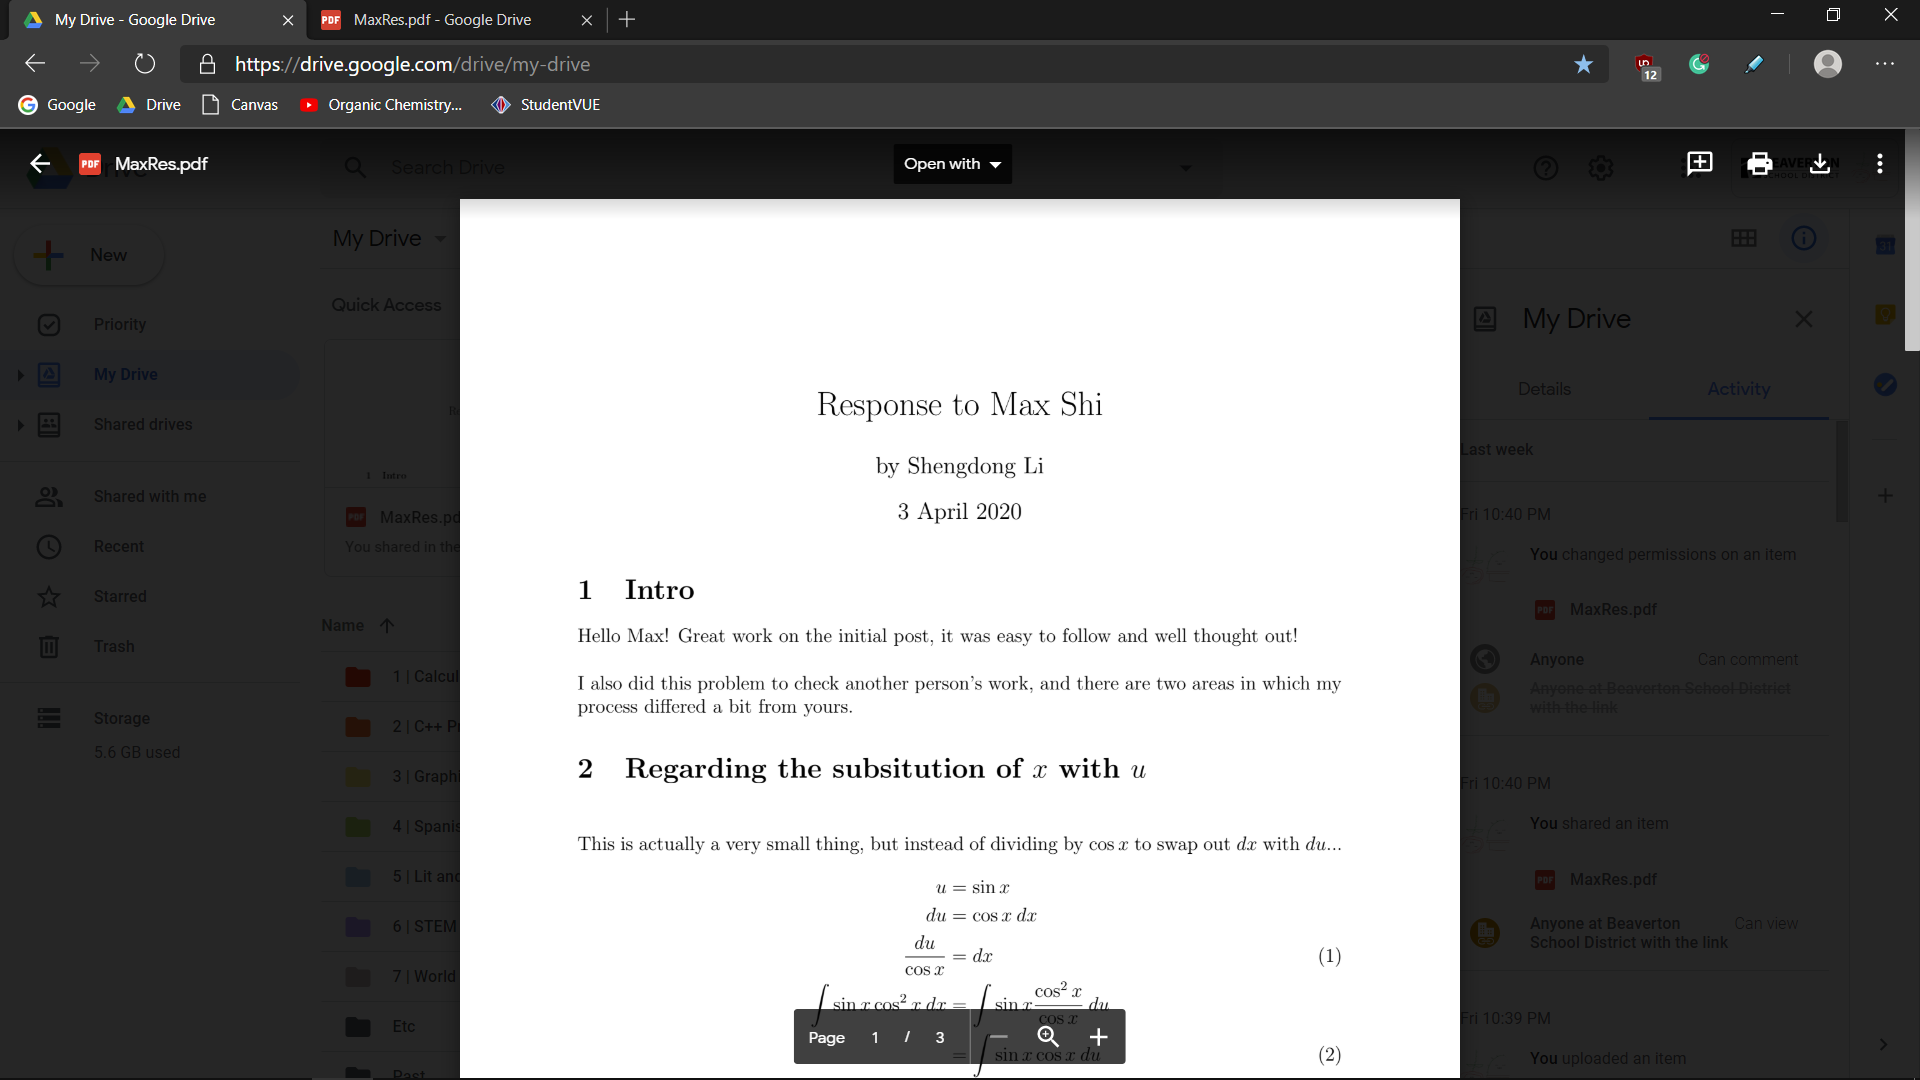 My Drive - Google Drive
PDF MaxRes.pdf - Google Drive
https://drive.google.com/drive/my-drive
12
Google Drive Canvas Organic Chemistry... StudentVUE
PDF MaxRes.pdf
Search Drive
Open with
New
My Drive
Quick Access
Priority
My Drive
Shared drives
Shared with me
Recent
Starred
Trash
Storage
5.6 GB used
1 Intro
PDF MaxRes.pd
You shared in the
Name
1 | Calcul
2 | C++ P
3 | Graph
4 | Spanis
5 | Lit and
6 | STEM
7 | World
Etc
Past
Response to Max Shi
by Shengdong Li
3 April 2020
1 Intro
Hello Max! Great work on the initial post, it was easy to follow and well thought out!
I also did this problem to check another person's work, and there are two areas in which my
process differed a bit from yours.
2 Regarding the subsitution of x with u
This is actually a very small thing, but instead of dividing by cos x to swap out dx with du...
u = sin x
du = cos x dx
du/cos x = dx (1)
∫ sin x cos² x dx = ∫ sin x cos² x/cos x du
= ∫ sin x cos x du (2)
Page 1 / 3
My Drive
Details Activity
Last week
Fri 10:40 PM
You changed permissions on an item
PDF MaxRes.pdf
Anyone Can comment
Anyone at Beaverton School District
with the link
Fri 10:40 PM
You shared an item
PDF MaxRes.pdf
Anyone at Beaverton Can view
School District with the link
Fri 10:39 PM
You uploaded an item